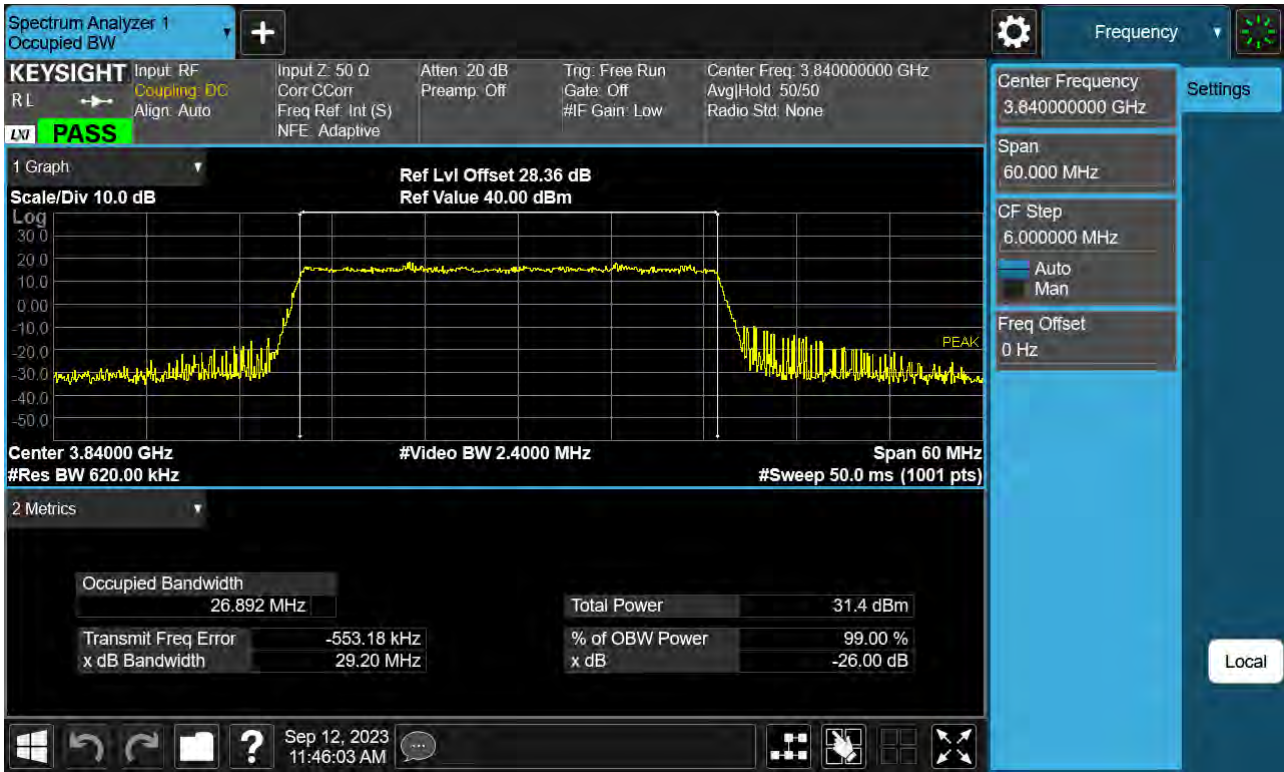 Spectrum Analyzer 1
Occupied BW
Frequency
KEYSIGHT
RL
LXI
PASS
Input: RF
Coupling: DC
Align: Auto
Input Z: 50 Ω
Corr CCorr
Freq Ref: Int (S)
NFE: Adaptive
Atten: 20 dB
Preamp: Off
Trig: Free Run
Gate: Off
#IF Gain: Low
Center Freq: 3.840000000 GHz
Avg|Hold: 50/50
Radio Std: None
Center Frequency
3.840000000 GHz
Settings
Span
60.000 MHz
CF Step
6.000000 MHz
Auto
Man
Freq Offset
0 Hz
1 Graph
Scale/Div 10.0 dB
Ref Lvl Offset 28.36 dB
Ref Value 40.00 dBm
Log
30.0
20.0
10.0
0.00
-10.0
-20.0
-30.0
-40.0
-50.0
PEAK
Center 3.84000 GHz
#Video BW 2.4000 MHz
Span 60 MHz
#Res BW 620.00 kHz
#Sweep 50.0 ms (1001 pts)
2 Metrics
Occupied Bandwidth
26.892 MHz
Total Power 31.4 dBm
Transmit Freq Error -553.18 kHz
% of OBW Power 99.00 %
x dB Bandwidth 29.20 MHz
x dB -26.00 dB
Local
?
Sep 12, 2023
11:46:03 AM